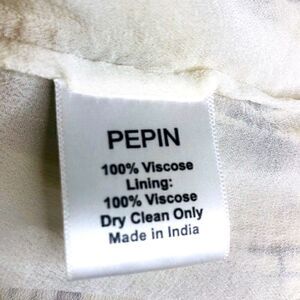 PEPIN
100% Viscose
Lining:
100% Viscose
Dry Clean Only
Made in India